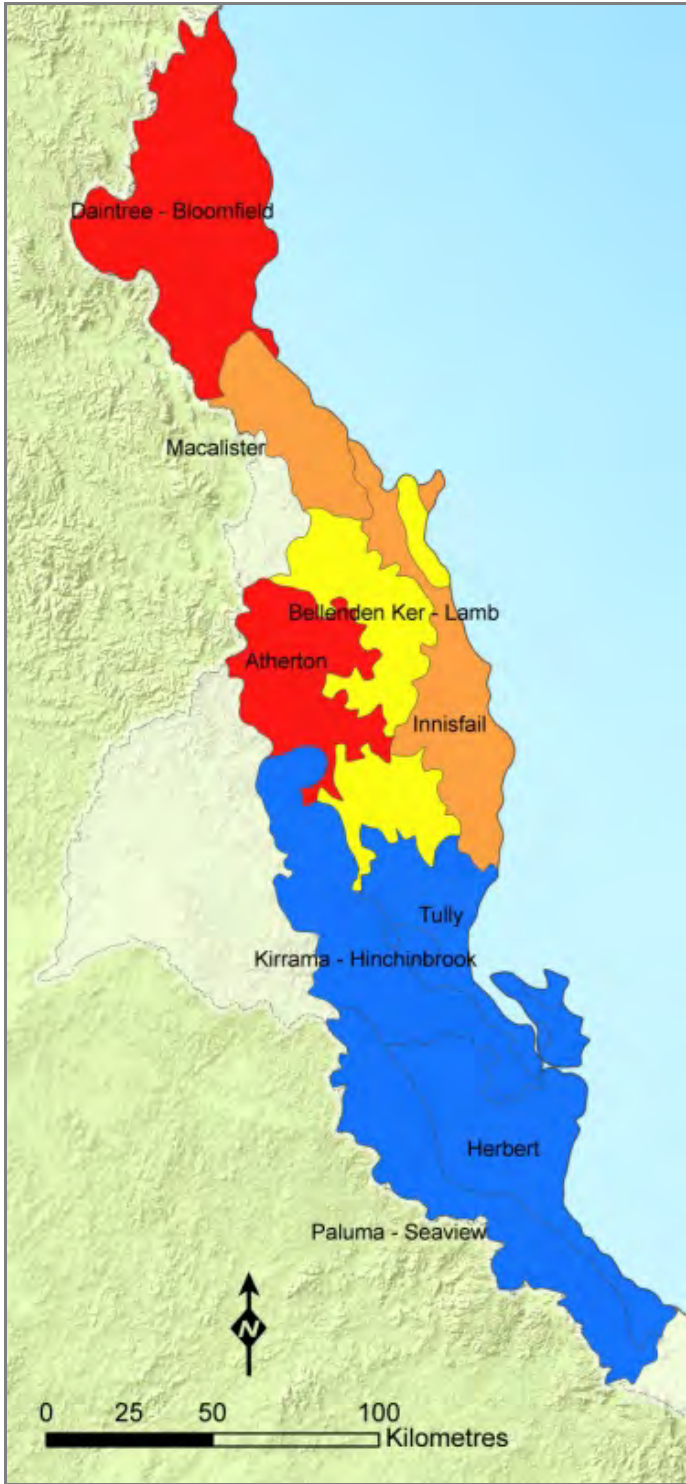 Daintree - Bloomfield
Macalister
Bellenden Ker - Lamb
Atherton
Innisfail
Tully
Kirrama - Hinchinbrook
Herbert
Paluma - Seaview
N
0 25 50 100
Kilometres